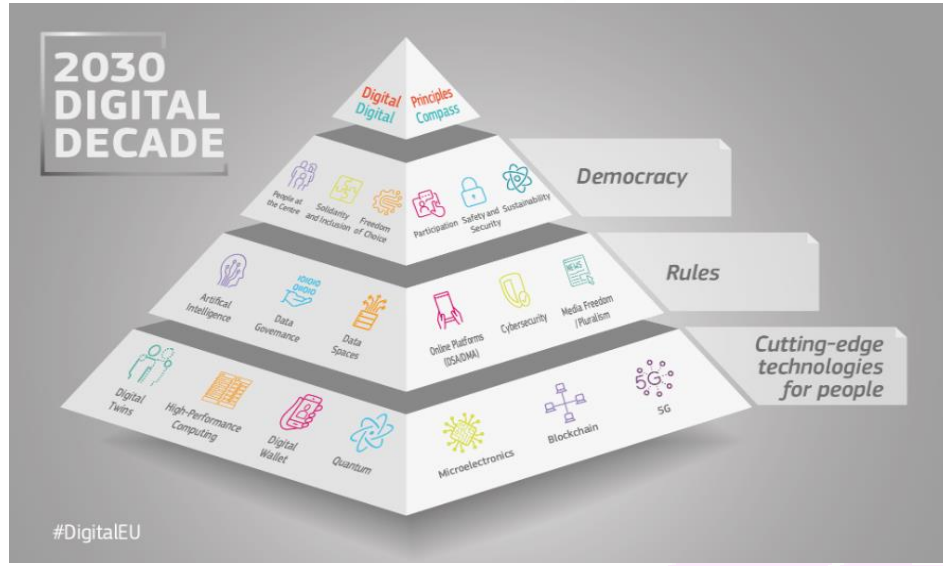 2030
DIGITAL
DECADE
Digital Principles
Digital Compass
People at
the Centre
Solidarity
and Inclusion
Freedom
of Choice
Participation
Safety and
Security
Sustainability
Democracy
Artifical
Intelligence
Data
Governance
Data
Spaces
Online Platforms
(DSA/DMA)
Cybersecurity
NEWS
Media Freedom
/Pluralism
Rules
Digital
Twins
High-Performance
Computing
Digital
Wallet
Quantum
Microelectronics
Blockchain
5G
5G
Cutting-edge
technologies
for people
#DigitalEU